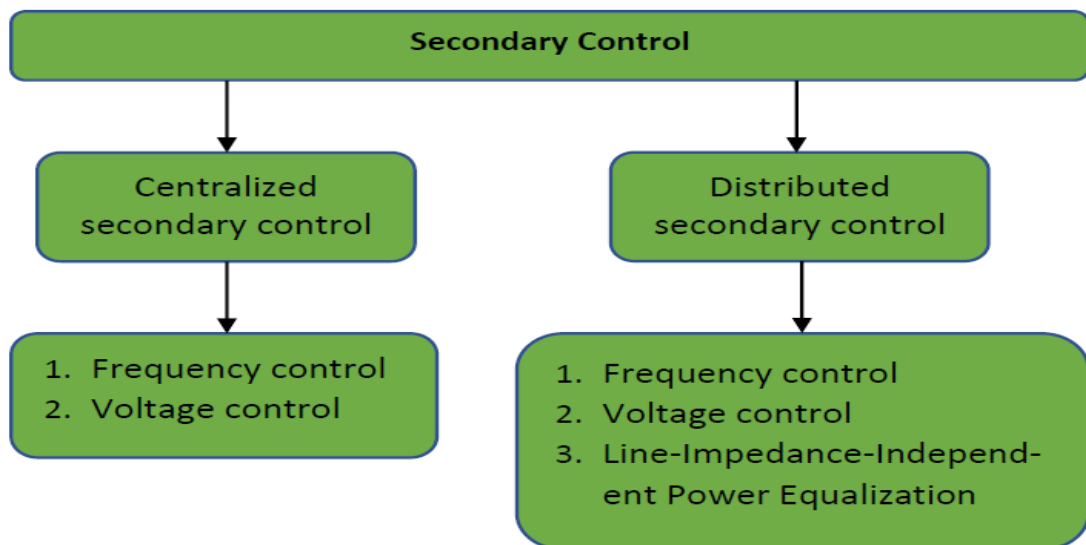 Secondary Control
Centralized
secondary control
Distributed
secondary control
1. Frequency control
2. Voltage control
1. Frequency control
2. Voltage control
3. Line-Impedance-Independ-
ent Power Equalization